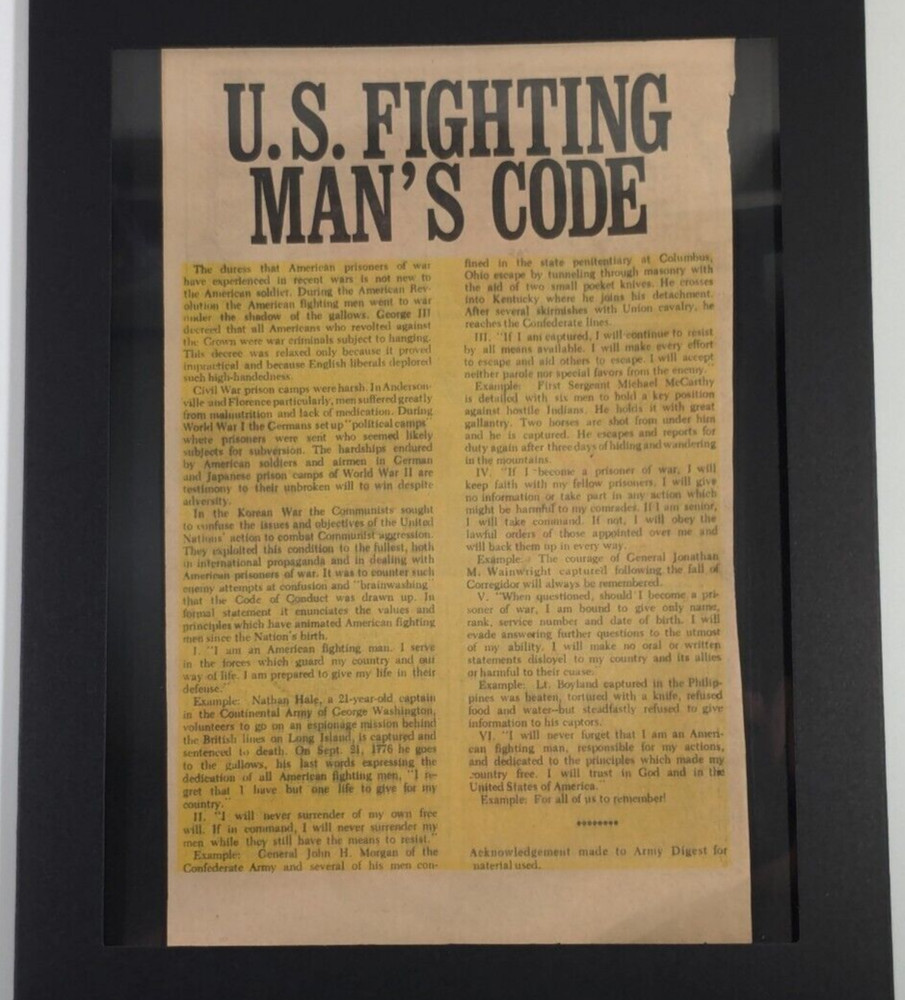 U.S. FIGHTING
MAN'S CODE
The duress that American prisoners of war
have experienced in recent wars is not new to
the American soldier. During the American Rev-
olution the American fighting men went to war
under the shadow of the gallows. George III
decreed that all Americans who revolted against
the Crown were war criminals subject to hanging.
This decree was relaxed only because it proved
impractical and because English liberals deplored
such high-handedness.
Civil War prison camps were harsh. In Anderson-
ville and Florence particularly, men suffered greatly
from malnutrition and lack of medication. During
World War I the Germans set up "political camps"
where prisoners were sent who seemed likely
subjects for subversion. The hardships endured
by American soldiers and airmen in German
and Japanese prison camps of World War II are
testimony to their unbroken will to win despite
adversity.
In the Korean War the Communists sought
to confuse the issues and objectives of the United
Nations' action to combat Communist aggression.
They exploited this condition to the fullest, both
in international propaganda and in dealing with
American prisoners of war. It was to counter such
enemy attempts at confusion and "brainwashing"
that the Code of Conduct was drawn up. In
formal statement it enunciates the values and
principles which have animated American fighting
men since the Nation's birth.
I. "I am an American fighting man. I serve
in the forces which guard my country and our
way of life. I am prepared to give my life in their
defense."
Example: Nathan Hale, a 21-year-old captain
in the Continental Army of George Washington,
volunteers to go on an espionage mission behind
the British lines on Long Island, is captured and
sentenced to death. On Sept. 21, 1776 he goes
to the gallows, his last words expressing the
dedication of all American fighting men, "I re-
gret that I have but one life to give for my
country."
II. "I will never surrender of my own free
will. If in command, I will never surrender my
men while they still have the means to resist."
Example: General John H. Morgan of the
Confederate Army and several of his men con-
fined in the state penitentiary at Columbus,
Ohio escape by tunneling through masonry with
the aid of two small pocket knives. He crosses
into Kentucky where he joins his detachment.
After several skirmishes with Union cavalry, he
reaches the Confederate lines.
III. "If I am captured, I will continue to resist
by all means available. I will make every effort
to escape and aid others to escape. I will accept
neither parole nor special favors from the enemy."
Example: First Sergeant Michael McCarthy
is detailed with six men to hold a key position
against hostile Indians. He holds it with great
gallantry. Two horses are shot from under him
and he is captured. He escapes and reports for
duty again after three days of hiding and wandering
in the mountains.
IV. "If I become a prisoner of war, I will
keep faith with my fellow prisoners. I will give
no information or take part in any action which
might be harmful to my comrades. If I am senior,
I will take command. If not, I will obey the
lawful orders of those appointed over me and
will back them up in every way.
Example: The courage of General Jonathan
M. Wainwright captured following the fall of
Corregidor will always be remembered.
V. "When questioned, should I become a pri-
soner of war, I am bound to give only name,
rank, service number and date of birth. I will
evade answering further questions to the utmost
of my ability. I will make no oral or written
statements disloyel to my country and its allies
or harmful to their cuase.
Example: Lt. Boyland captured in the Philip-
pines was beaten, tortured with a knife, refused
food and water--but steadfastly refused to give
information to his captors.
VI. "I will never forget that I am an Ameri-
can fighting man, responsible for my actions,
and dedicated to the principles which made my
country free. I will trust in God and in the
United States of America."
Example: For all of us to remember!
********
Acknowledgement made to Army Digest for
material used.